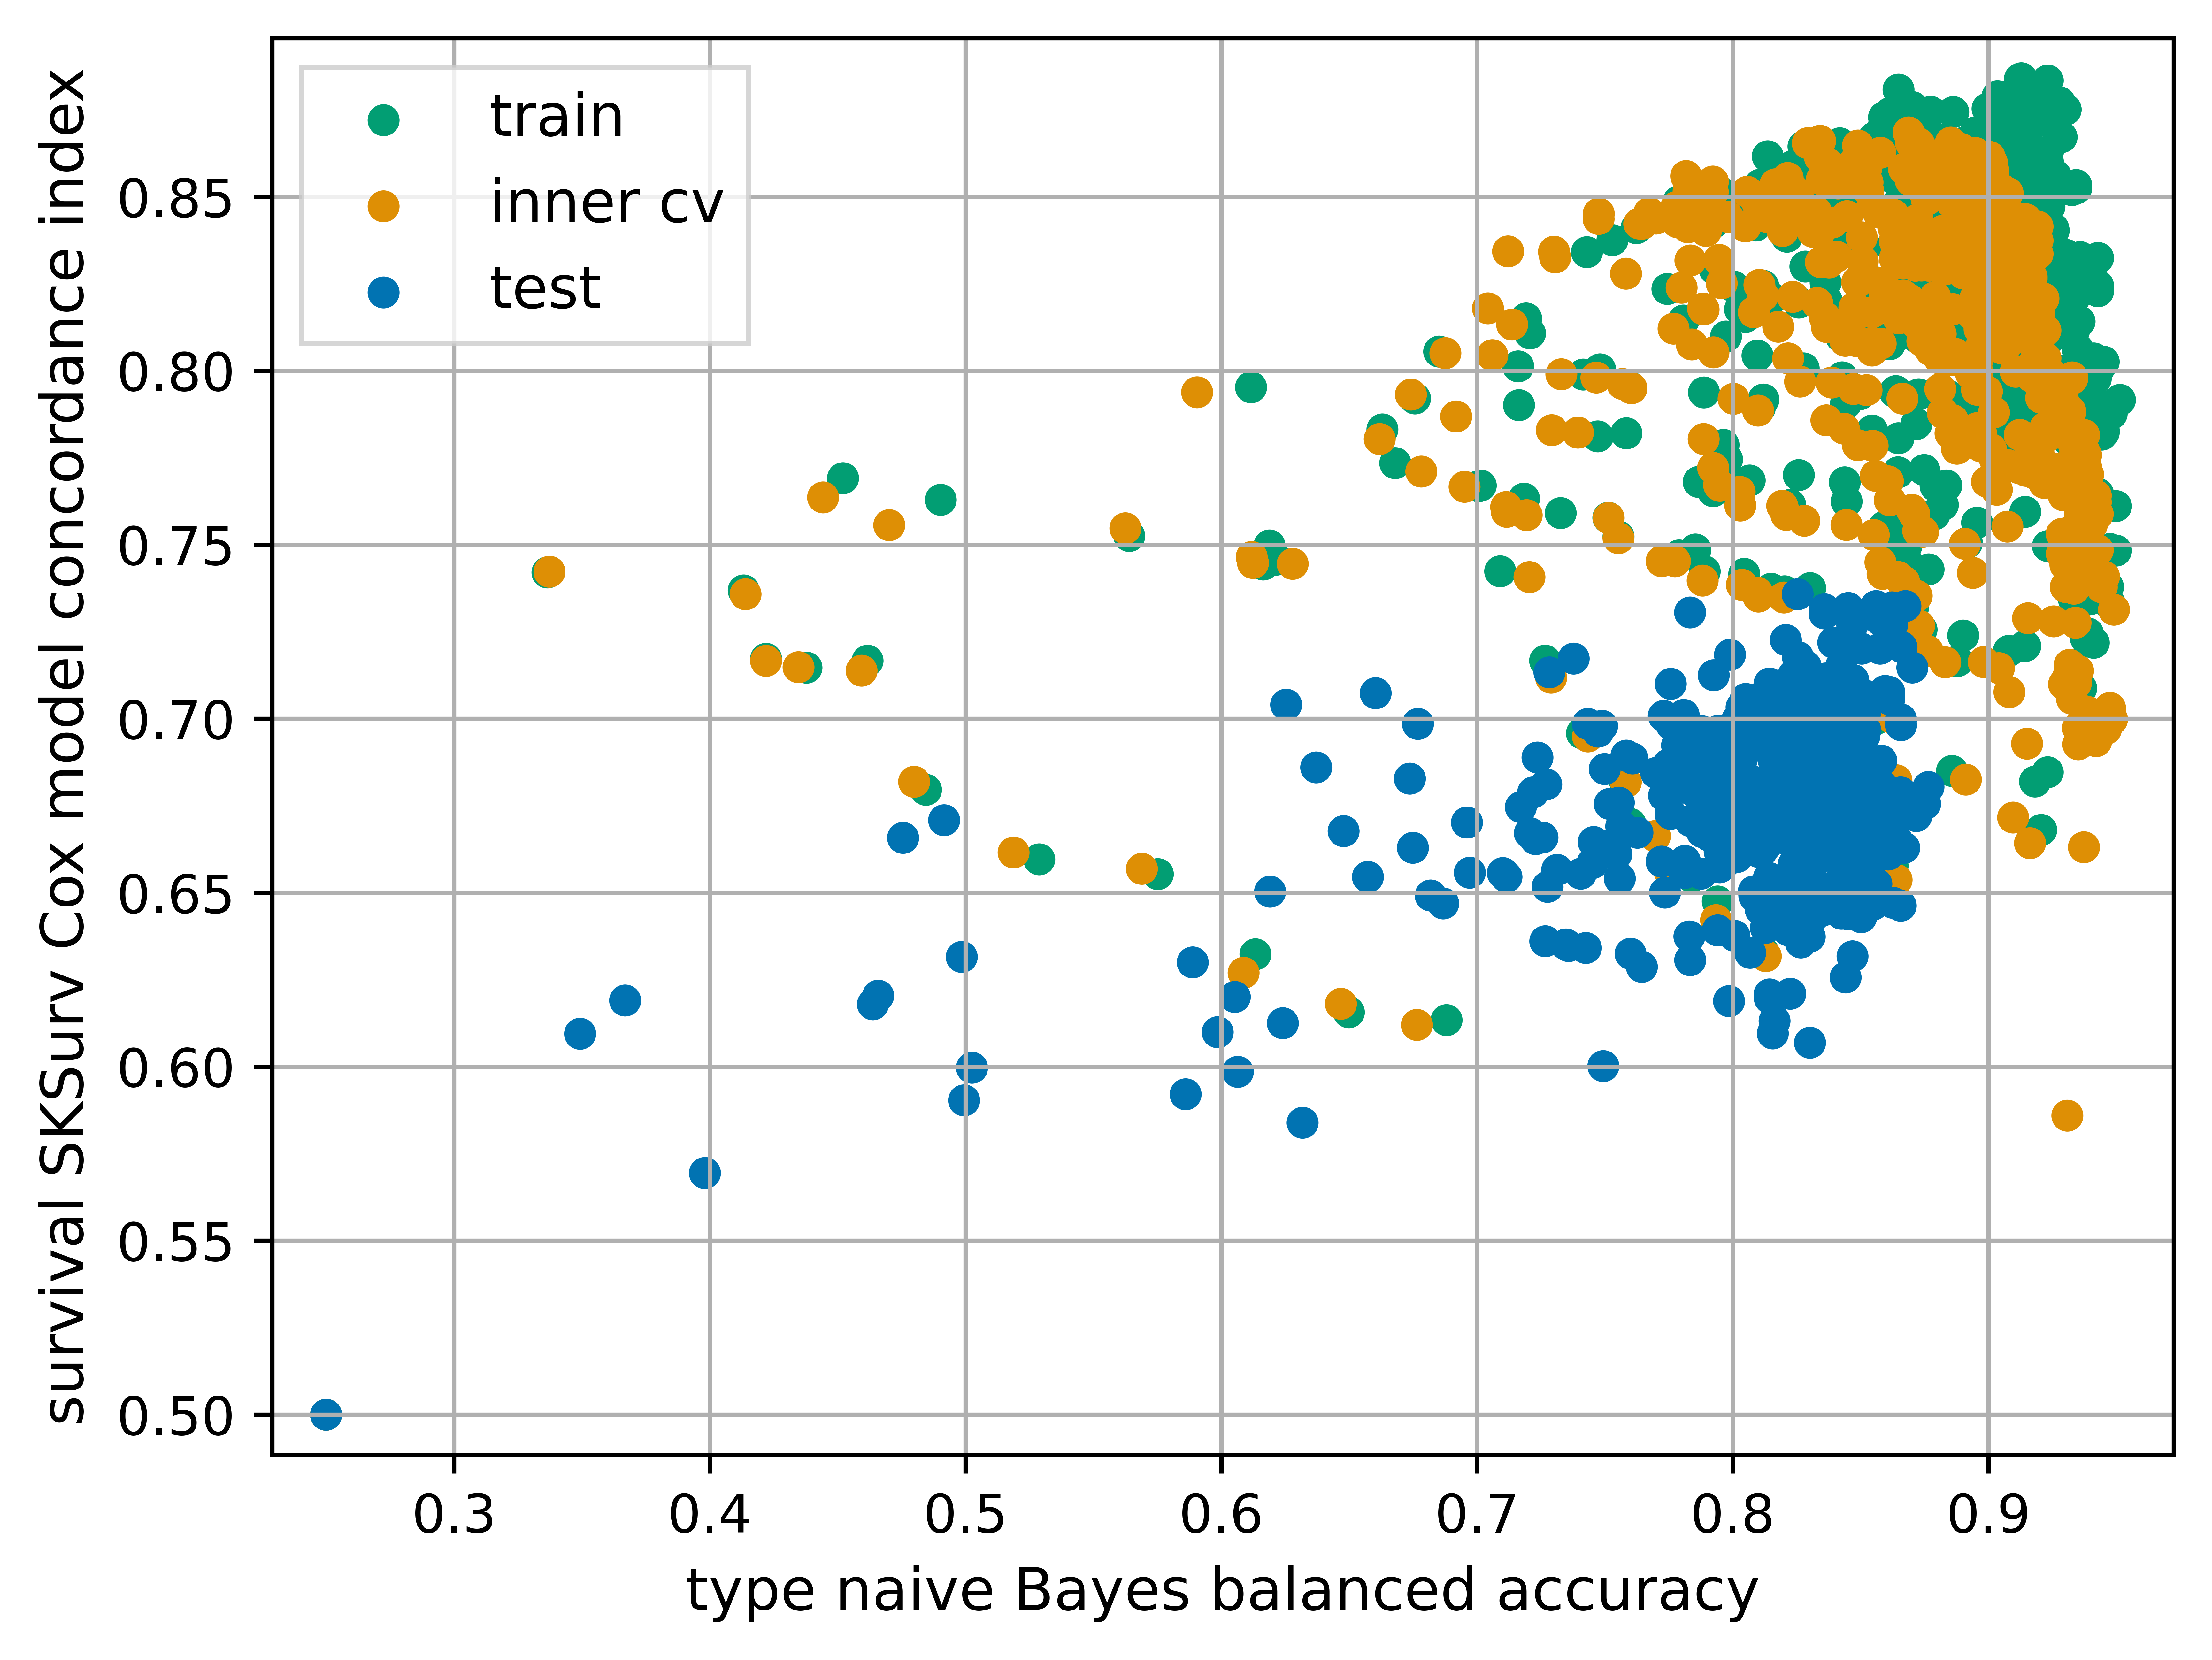 train
inner cv
test
survival SKSurv Cox model concordance index
0.85
0.80
0.75
0.70
0.65
0.60
0.55
0.50
0.3 0.4 0.5 0.6 0.7 0.8 0.9
type naive Bayes balanced accuracy